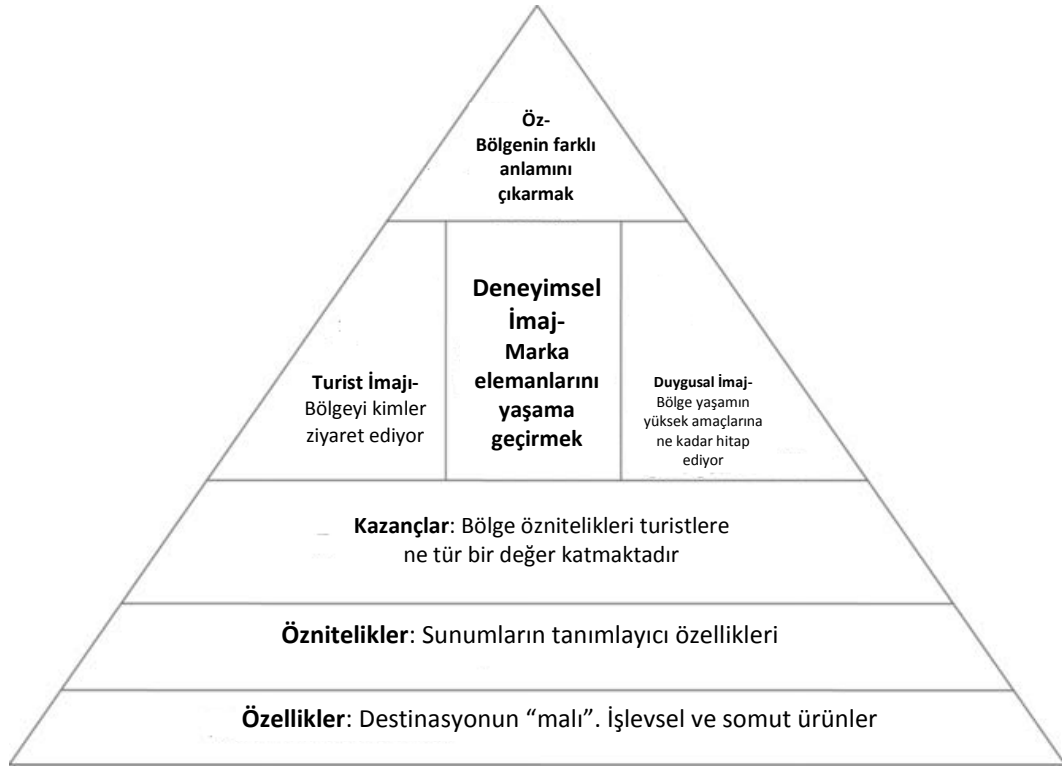 Öz-
Bölgenin farklı
anlamını
çıkarmak
Turist İmajı-
Bölgeyi kimler
ziyaret ediyor
Deneyimsel
İmaj-
Marka
elemanlarını
yaşama
geçirmek
Duygusal İmaj-
Bölge yaşamın
yüksek amaçlarına
ne kadar hitap
ediyor
Kazançlar: Bölge öznitelikleri turistlere
ne tür bir değer katmaktadır
Öznitelikler: Sunumların tanımlayıcı özellikleri
Özellikler: Destinasyonun “malı”. İşlevsel ve somut ürünler